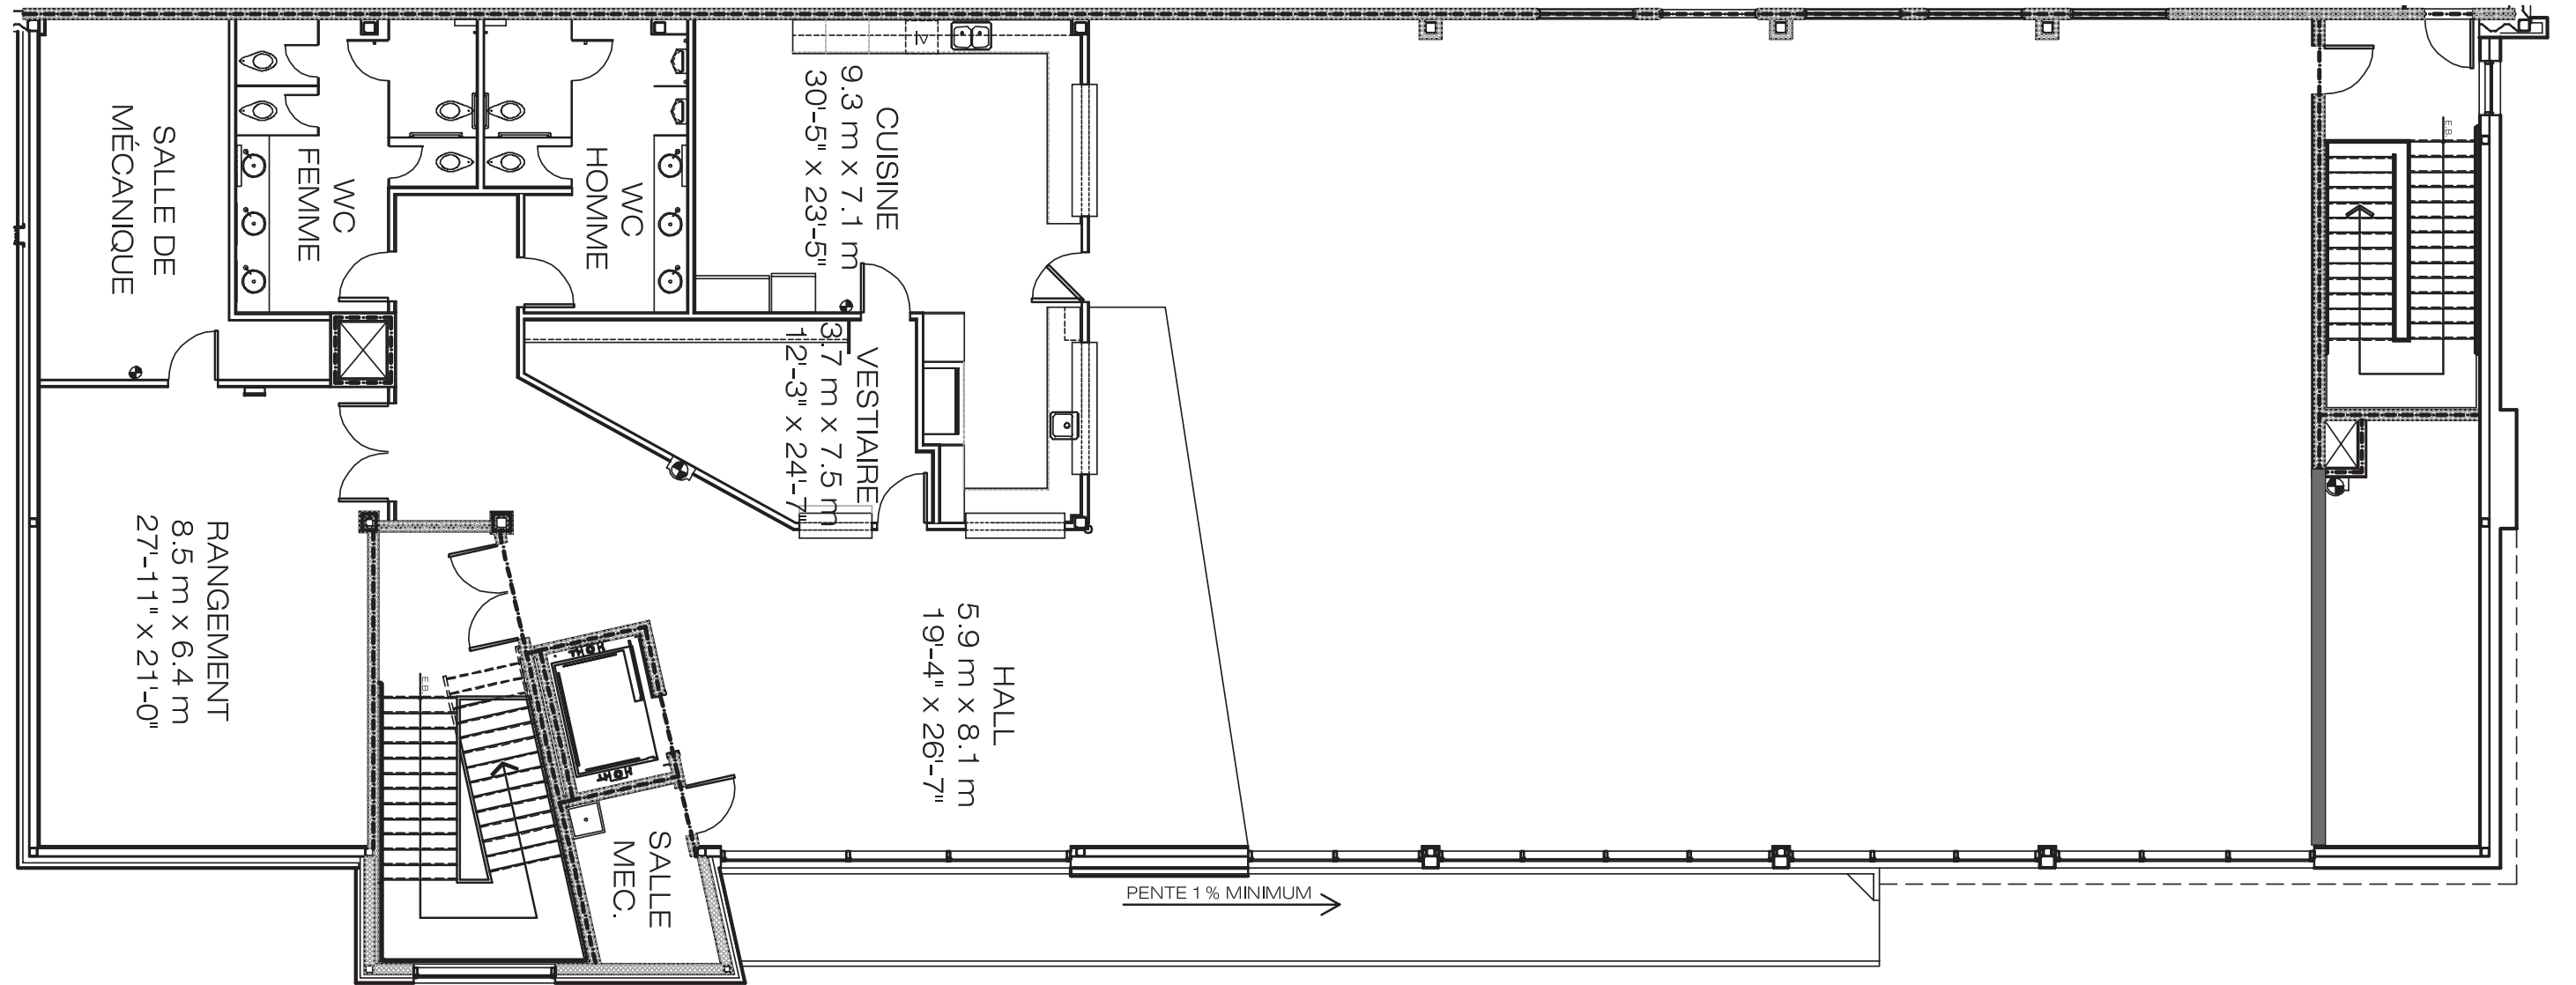 SALLE DE
MÉCANIQUE
WC
FEMME
WC
HOMME
CUISINE
9.3 m x 7.1 m
30'-5" x 23'-5"
VESTIAIRE
3.7 m x 7.5 m
12'-3" x 24'-7"
RANGEMENT
8.5 m x 6.4 m
27'-11" x 21'-0"
HALL
5.9 m x 8.1 m
19'-4" x 26'-7"
SALLE
MEC.
PENTE 1% MINIMUM
E.B.
E.B.